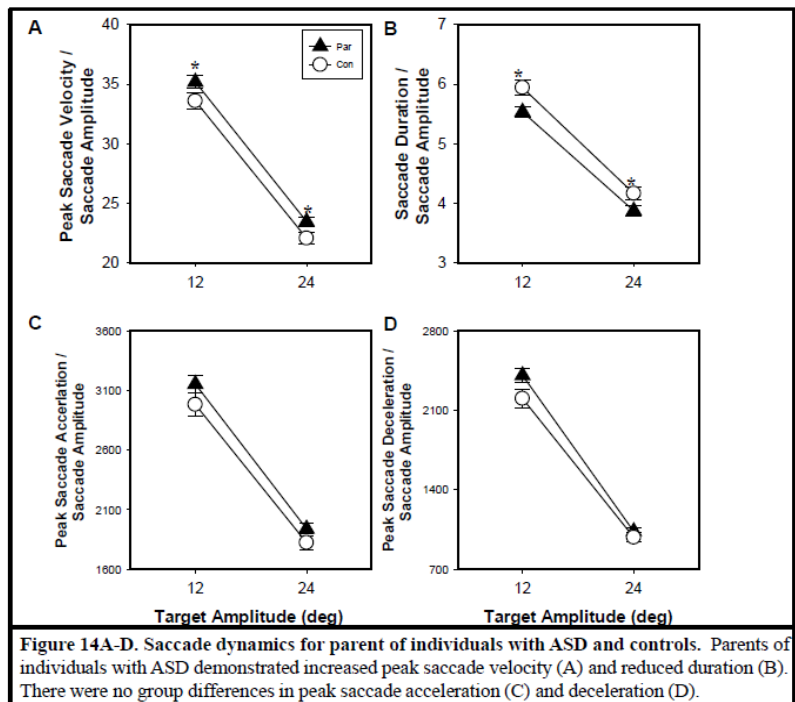 A
Peak Saccade Velocity /
Saccade Amplitude
40
35
30
25
20
*
*
Par
Con
12
24
B
Saccade Duration /
Saccade Amplitude
7
6
5
4
3
*
*
12
24
C
Peak Saccade Accerlation /
Saccade Amplitude
3600
3100
2600
2100
1600
12
24
Target Amplitude (deg)
D
Peak Saccade Deceleration /
Saccade Amplitude
2800
2100
1400
700
12
24
Target Amplitude (deg)
Figure 14A-D. Saccade dynamics for parent of individuals with ASD and controls. Parents of
individuals with ASD demonstrated increased peak saccade velocity (A) and reduced duration (B).
There were no group differences in peak saccade acceleration (C) and deceleration (D).